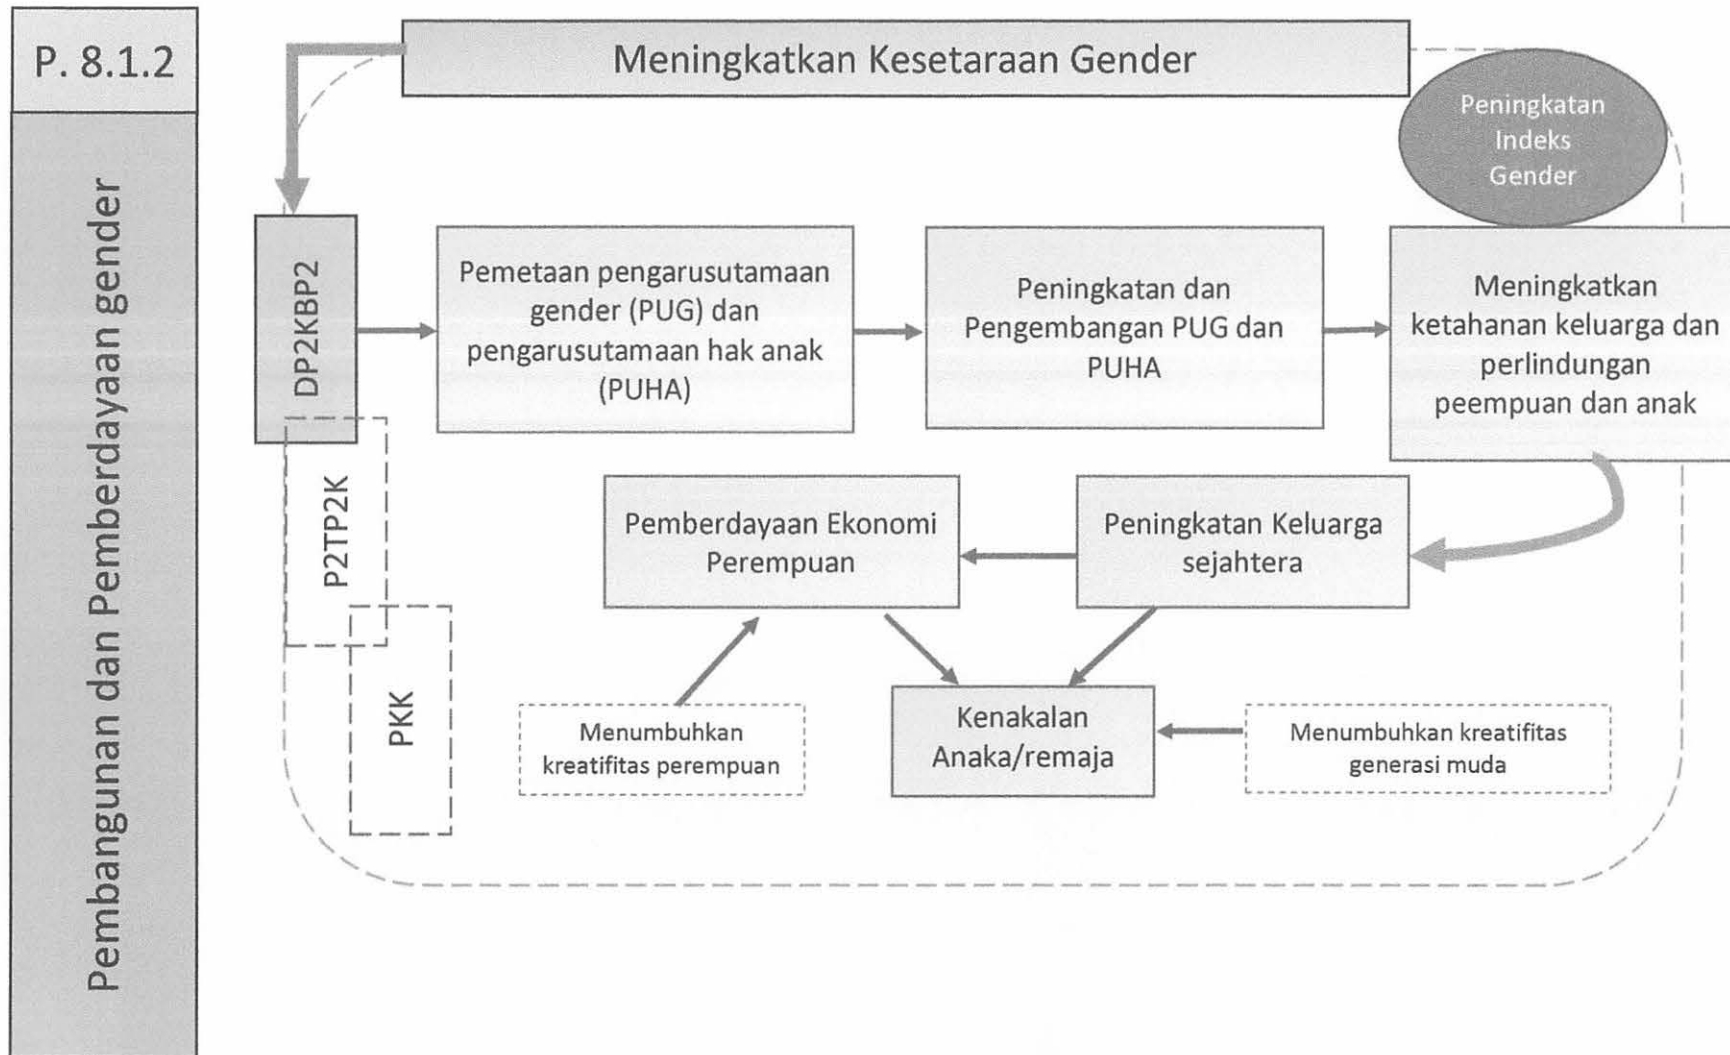 P. 8.1.2
Pembangunan dan Pemberdayaan gender
Meningkatkan Kesetaraan Gender
Peningkatan
Indeks
Gender
DP2KBP2
Pemetaan pengarusutamaan
gender (PUG) dan
pengarusutamaan hak anak
(PUHA)
Peningkatan dan
Pengembangan PUG dan
PUHA
Meningkatkan
ketahanan keluarga dan
perlindungan
peempuan dan anak
P2TP2K
PKK
Pemberdayaan Ekonomi
Perempuan
Peningkatan Keluarga
sejahtera
Menumbuhkan
kreatifitas perempuan
Kenakalan
Anaka/remaja
Menumbuhkan kreatifitas
generasi muda